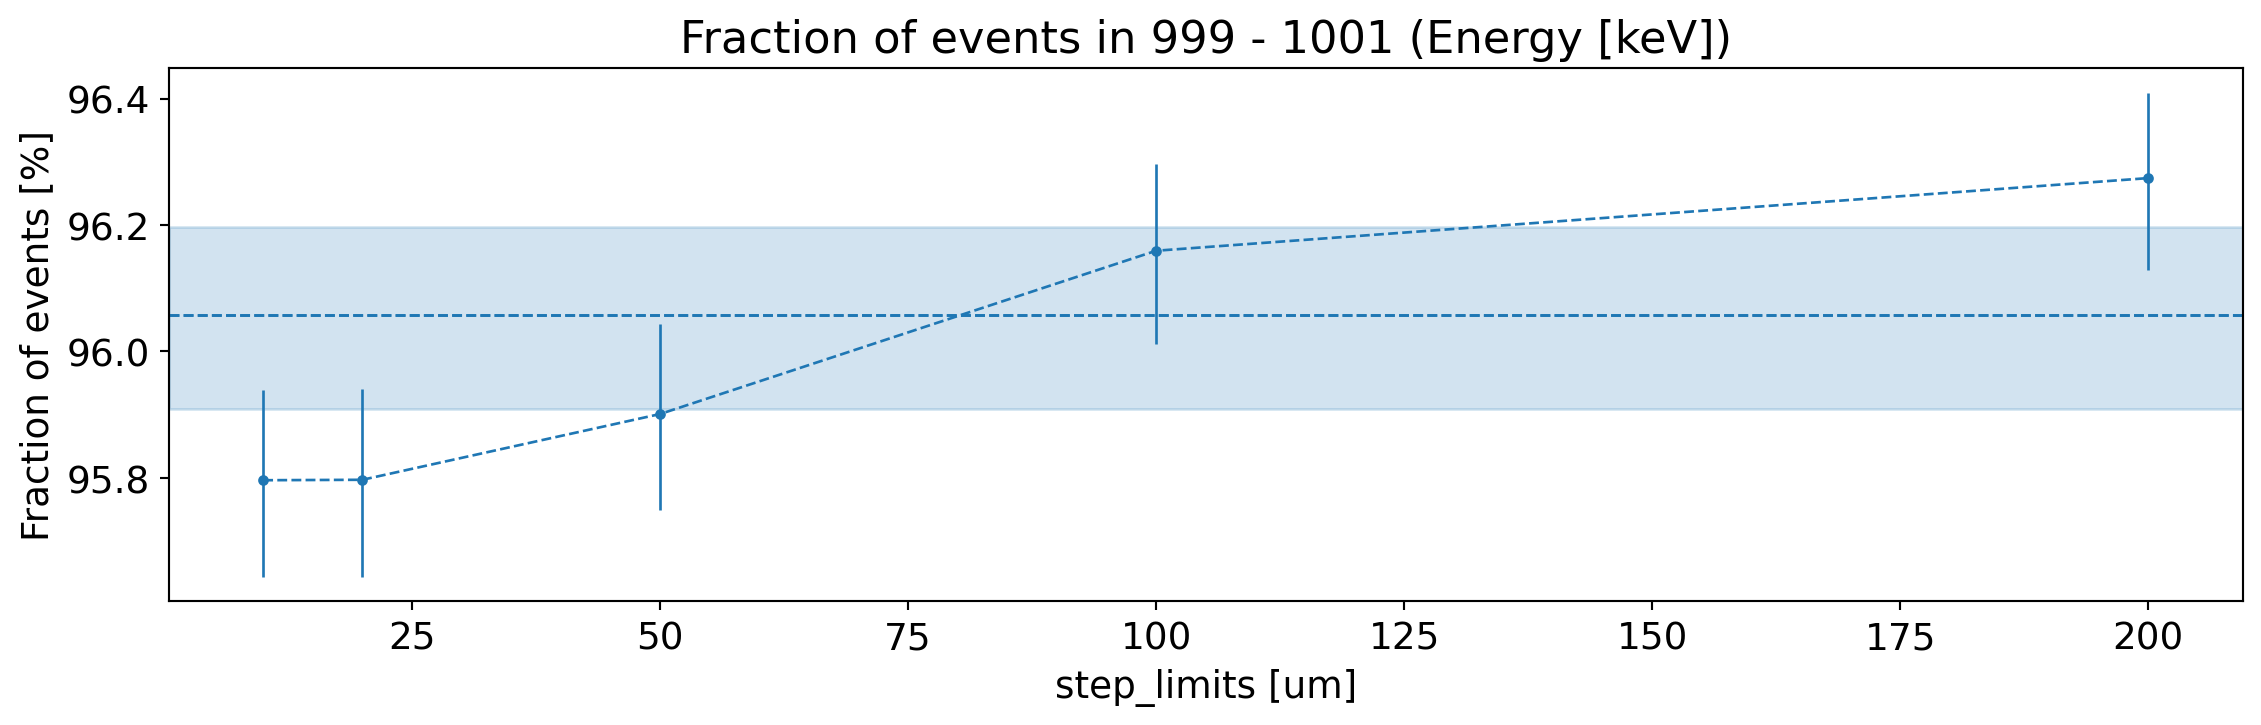 Fraction of events in 999 - 1001 (Energy [keV])
Fraction of events [%]
96.4
96.2
96.0
95.8
25 50 75 100 125 150 175 200
step_limits [um]